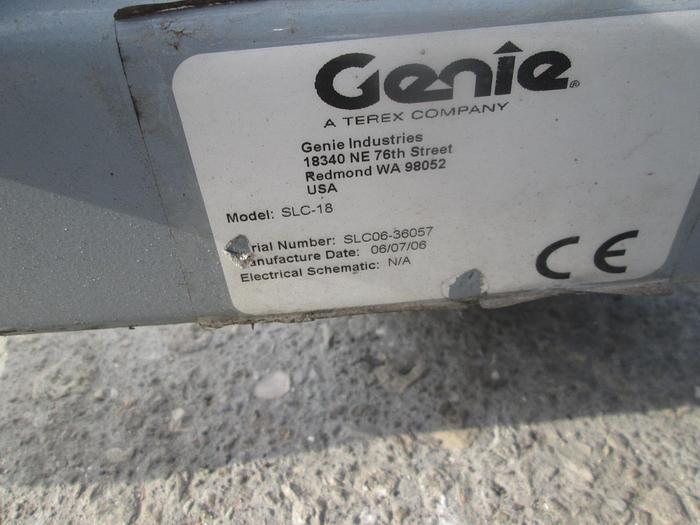 Genie®
A TEREX COMPANY
Genie Industries
18340 NE 76th Street
Redmond WA 98052
USA
Model: SLC-18
rial Number: SLC06-36057
anufacture Date: 06/07/06
Electrical Schematic: N/A
CE